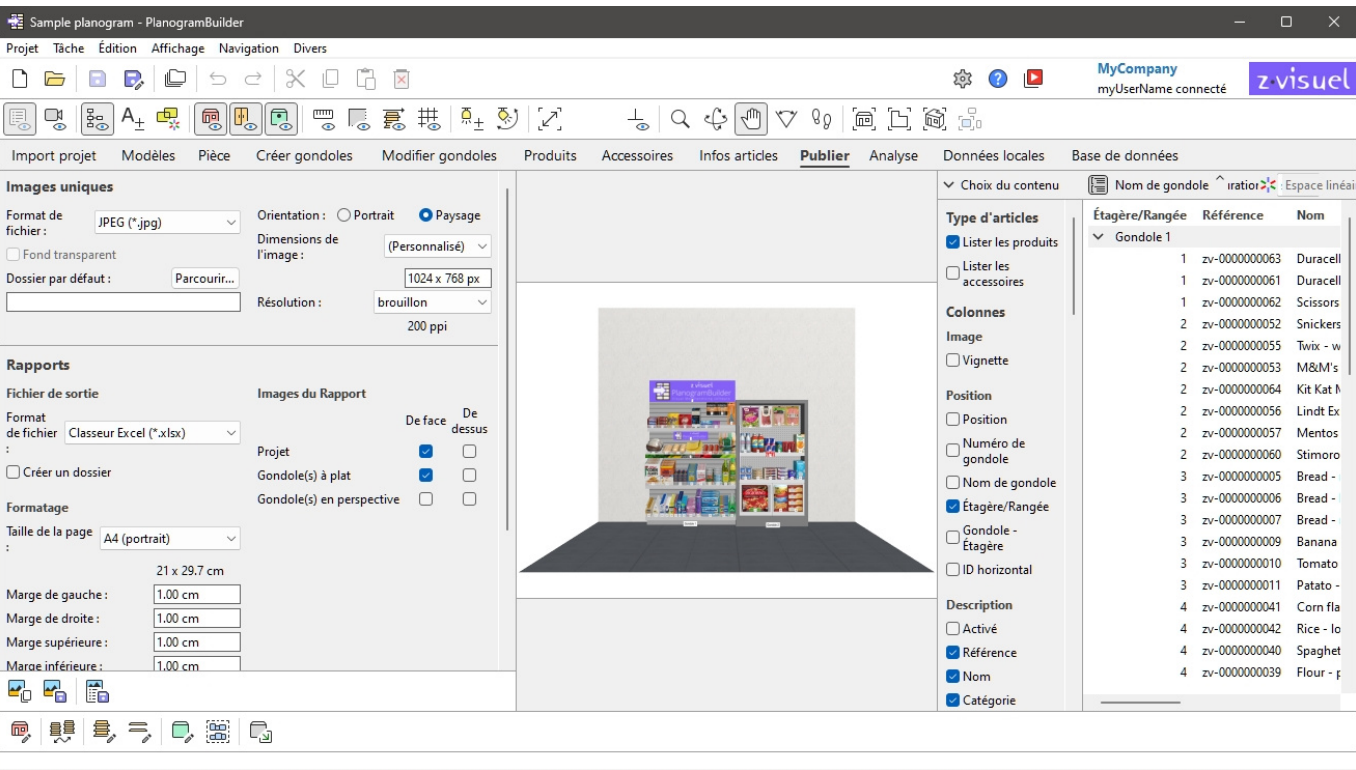 Sample planogram - PlanogramBuilder
Projet Tâche Édition Affichage Navigation Divers
MyCompany
myUserName connecté
z·visuel
Import projet Modèles Pièce Créer gondoles Modifier gondoles Produits Accessoires Infos articles Publier Analyse Données locales Base de données
Images uniques
Format de
fichier :
JPEG (*.jpg)
Fond transparent
Dossier par défaut :
Parcourir...
Orientation : Portrait Paysage
Dimensions de
l'image :
(Personnalisé)
1024 x 768 px
Résolution :
brouillon
200 ppi
Rapports
Fichier de sortie
Format
de fichier
:
Classeur Excel (*.xlsx)
Créer un dossier
Formatage
Taille de la page
:
A4 (portrait)
21 x 29.7 cm
Marge de gauche : 1.00 cm
Marge de droite : 1.00 cm
Marge supérieure : 1.00 cm
Marge inférieure : 1.00 cm
Images du Rapport
De face
De
dessus
Projet
Gondole(s) à plat
Gondole(s) en perspective
z·visuel
PlanogramBuilder
Choix du contenu
Type d'articles
Lister les produits
Lister les
accessoires
Colonnes
Image
Vignette
Position
Position
Numéro de
gondole
Nom de gondole
Étagère/Rangée
Gondole -
Étagère
ID horizontal
Description
Activé
Référence
Nom
Catégorie
Nom de gondole
Espace linéai
Étagère/Rangée Référence Nom
Gondole 1
1 zv-0000000063 Duracell
1 zv-0000000061 Duracell
1 zv-0000000062 Scissors
2 zv-0000000052 Snickers
2 zv-0000000055 Twix - w
2 zv-0000000053 M&M's
2 zv-0000000064 Kit Kat
2 zv-0000000056 Lindt Ex
2 zv-0000000057 Mentos
2 zv-0000000060 Stimoro
3 zv-0000000005 Bread -
3 zv-0000000006 Bread -
3 zv-0000000007 Bread -
3 zv-0000000009 Banana
3 zv-0000000010 Tomato
3 zv-0000000011 Patato -
4 zv-0000000041 Corn fla
4 zv-0000000042 Rice - lo
4 zv-0000000040 Spaghet
4 zv-0000000039 Flour - p